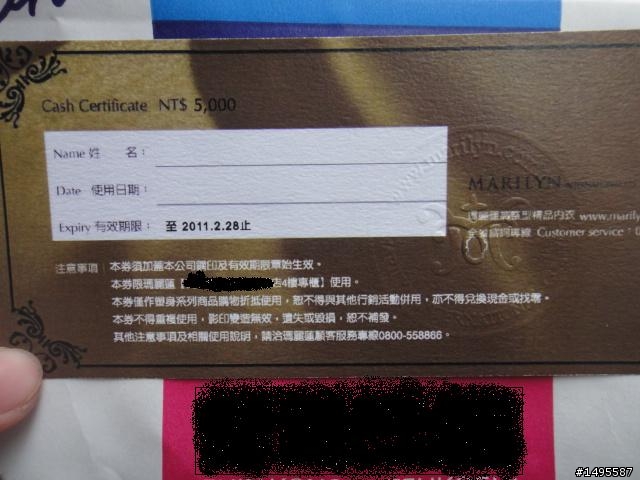 Cash Certificate NT$ 5,000
Name 姓 名：
Date 使用日期：
Expiry 有效期限： 至 2011.2.28止
MARILYN
瑪麗蓮調整型精品內衣 www.marily
Customer service：0
注意事項｜本券須加蓋本公司鋼印及有效期限章始生效。
本券限瑪麗蓮【 4樓專櫃】使用。
本券僅作塑身系列商品購物折抵使用，恕不得與其他行銷活動併用，亦不得兌換現金或找零。
本券不得重複使用，影印變造無效，遺失或毀損，恕不補發。
其他注意事項及相關使用說明，請洽瑪麗蓮顧客服務專線0800-558866。
#1495587